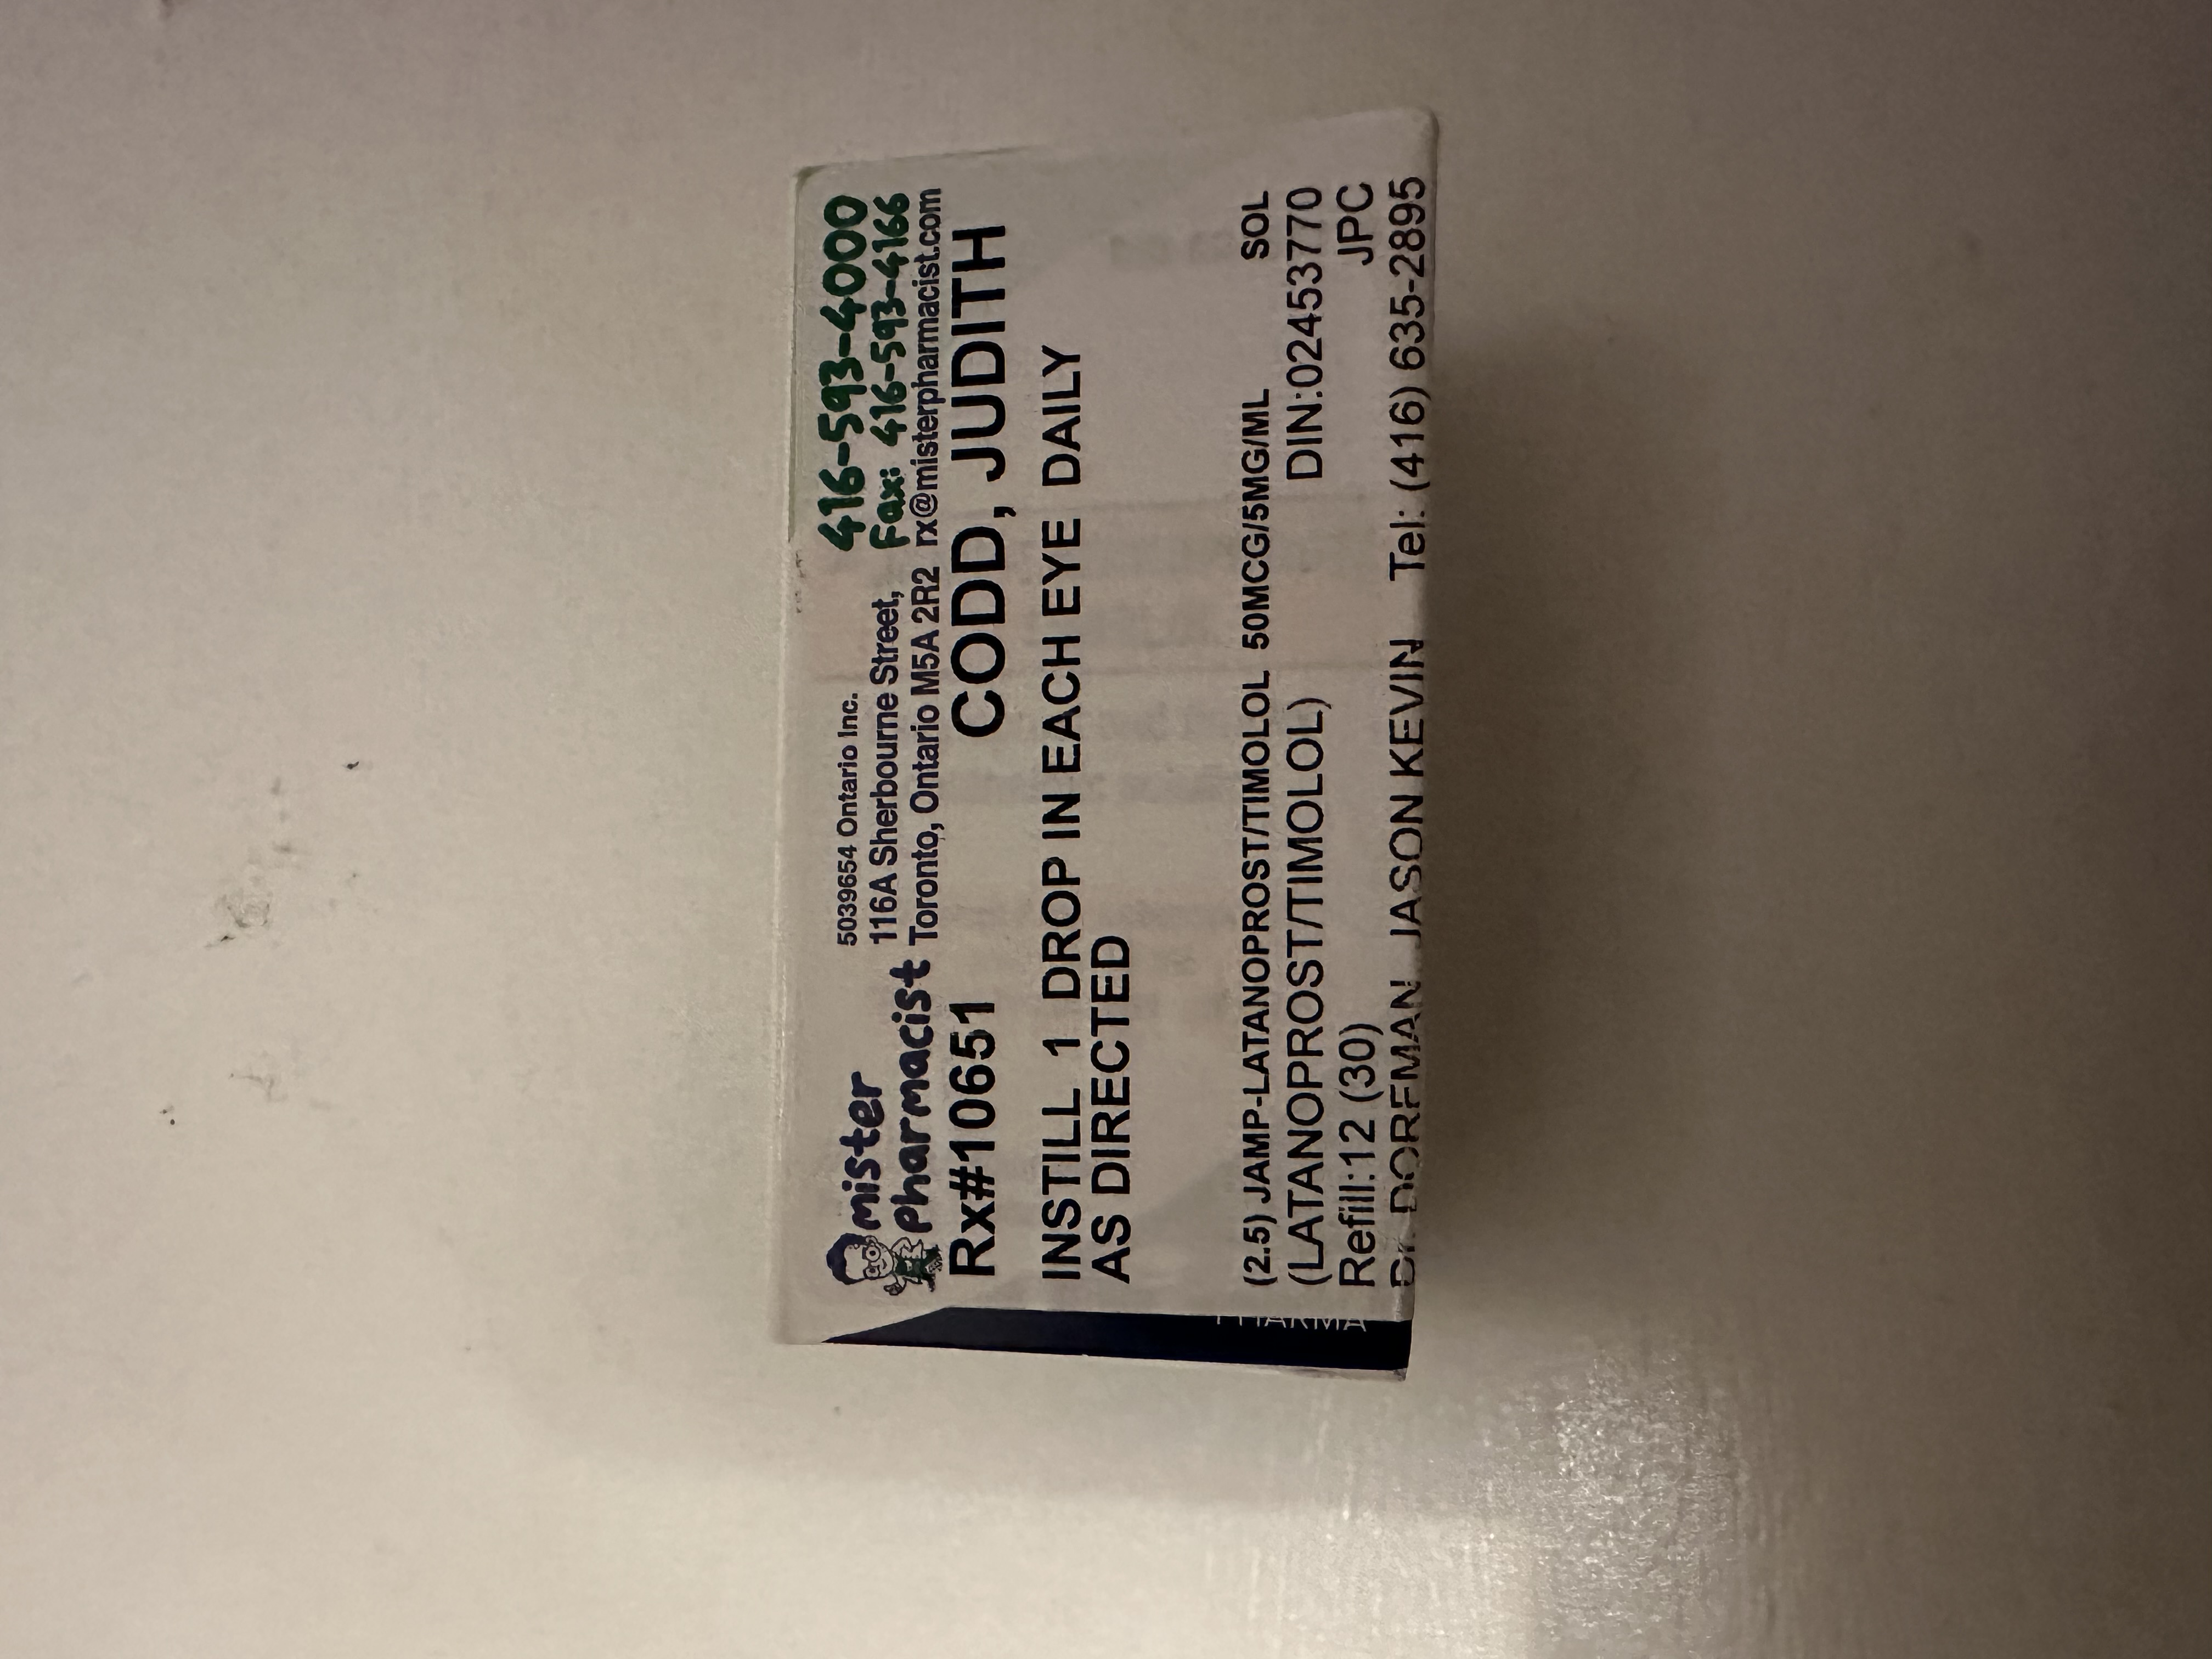 mister pharmacist
5039654 Ontario Inc.
116A Sherbourne Street,
Toronto, Ontario M5A 2R2
416-593-4000
Fax: 416-593-4166
rx@misterpharmacist.com
Rx#10651 CODD, JUDITH
INSTILL 1 DROP IN EACH EYE DAILY
AS DIRECTED
(2.5) JAMP-LATANOPROST/TIMOLOL 50MCG/5MG/ML SOL
(LATANOPROST/TIMOLOL) DIN:02453770
Refill:12 (30) JPC
Dr. DORFMAN, JASON KEVIN Tel: (416) 635-2895